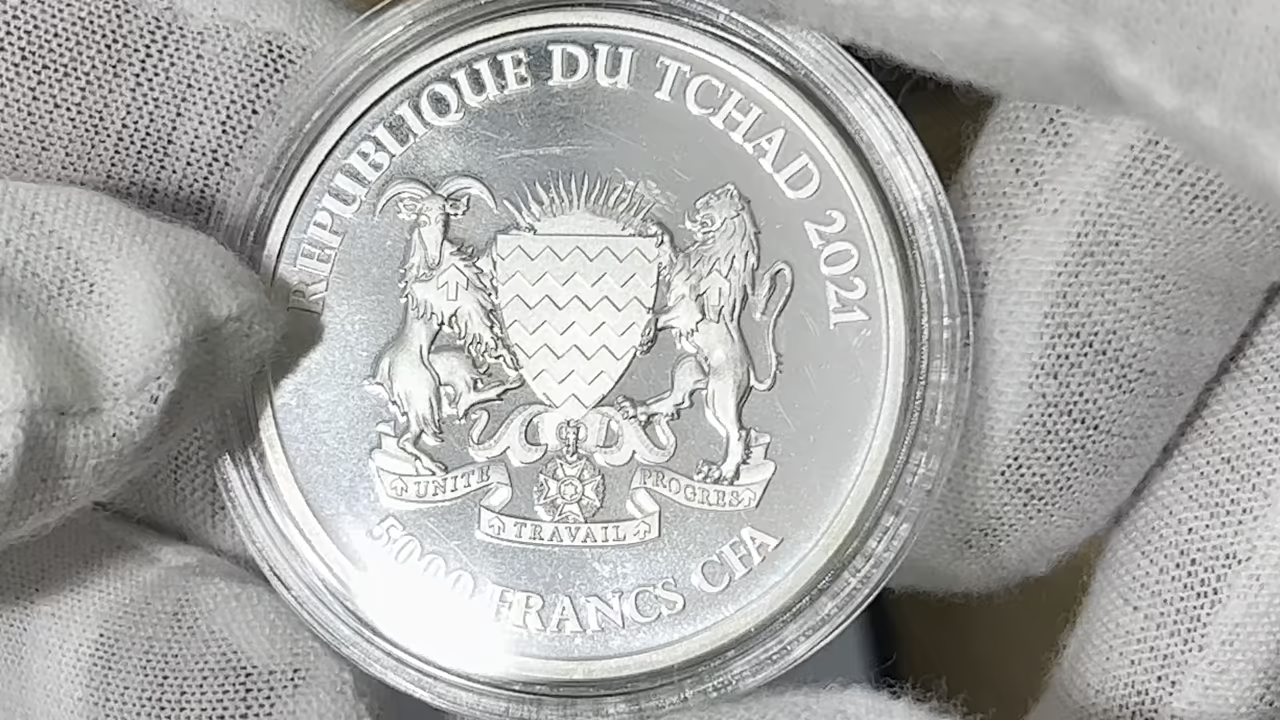 REPUBLIQUE DU TCHAD 2021
UNITE
TRAVAIL
PROGRES
5000 FRANCS CFA